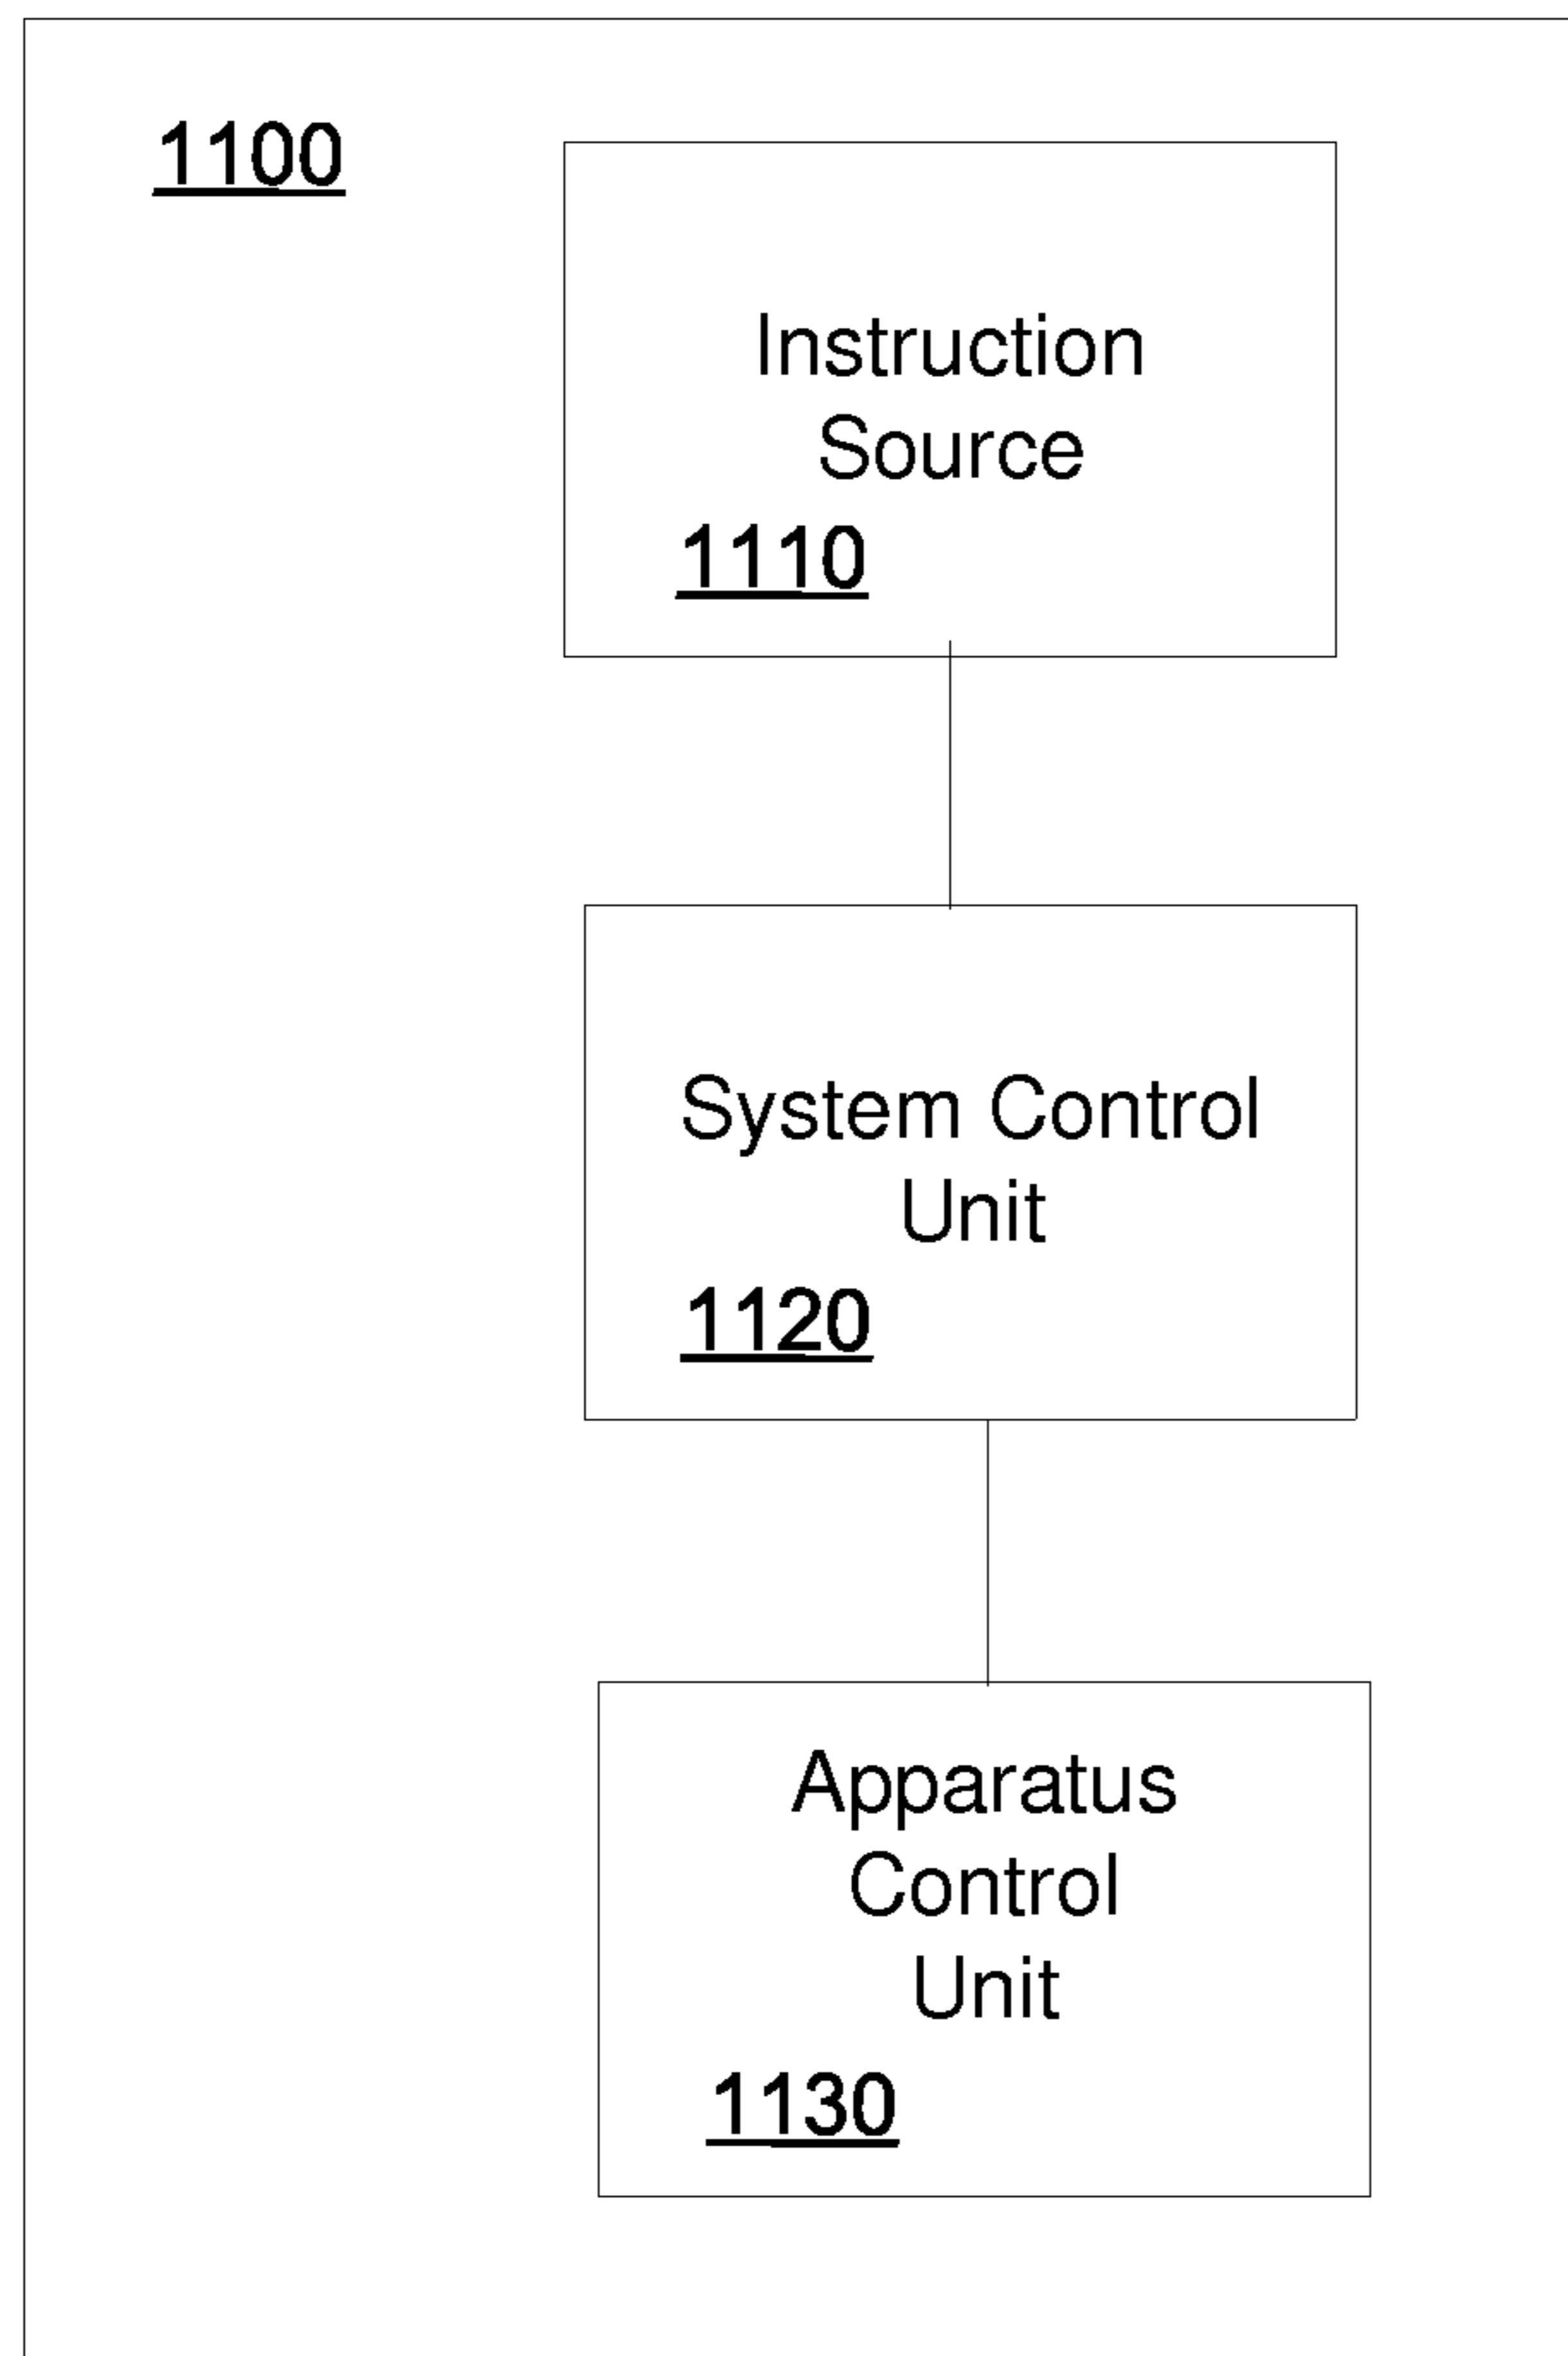 1100
Instruction
Source
1110
System Control
Unit
1120
Apparatus
Control
Unit
1130